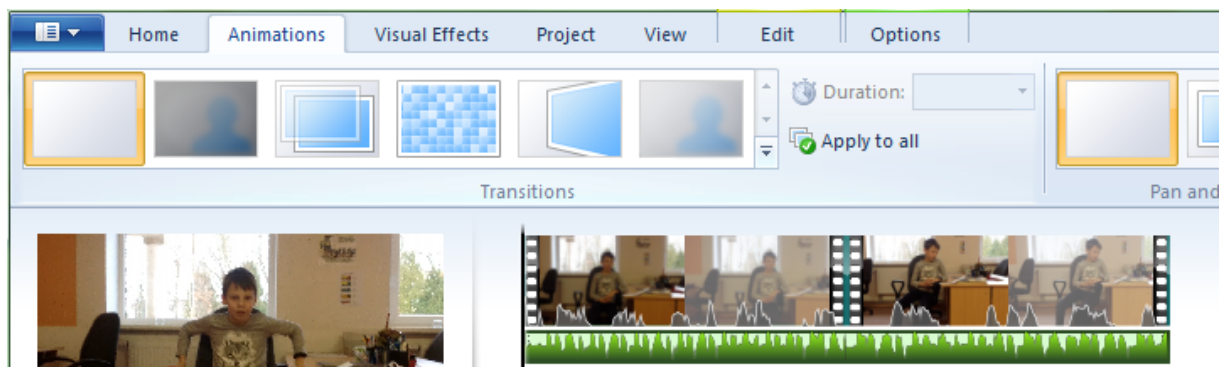 Home Animations Visual Effects Project View Edit Options
Duration:
Apply to all
Transitions
Pan and